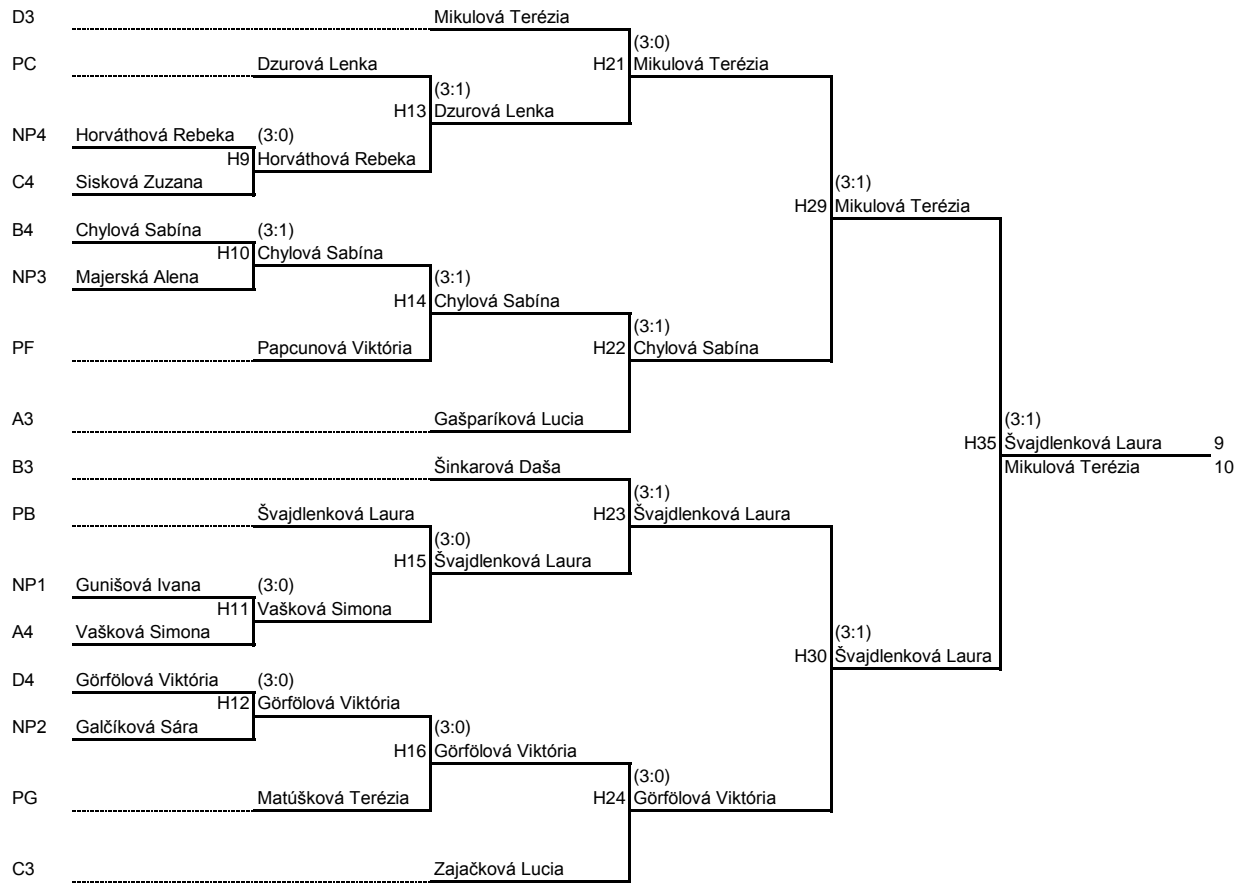 D3 Mikulová Terézia
(3:0)
PC Dzurová Lenka H21 Mikulová Terézia
(3:1)
H13 Dzurová Lenka
NP4 Horváthová Rebeka (3:0)
H9 Horváthová Rebeka
C4 Sisková Zuzana (3:1)
H29 Mikulová Terézia
B4 Chylová Sabína (3:1)
H10 Chylová Sabína
NP3 Majerská Alena (3:1)
H14 Chylová Sabína
(3:1)
PF Papcunová Viktória H22 Chylová Sabína
A3 Gašparíková Lucia (3:1)
H35 Švajdlenková Laura 9
B3 Šinkarová Daša Mikulová Terézia 10
(3:1)
PB Švajdlenková Laura H23 Švajdlenková Laura
(3:0)
H15 Švajdlenková Laura
NP1 Gunišová Ivana (3:0)
H11 Vašková Simona
A4 Vašková Simona (3:1)
H30 Švajdlenková Laura
D4 Görfölová Viktória (3:0)
H12 Görfölová Viktória
NP2 Galčíková Sára (3:0)
H16 Görfölová Viktória
(3:0)
PG Matúšková Terézia H24 Görfölová Viktória
C3 Zajačková Lucia